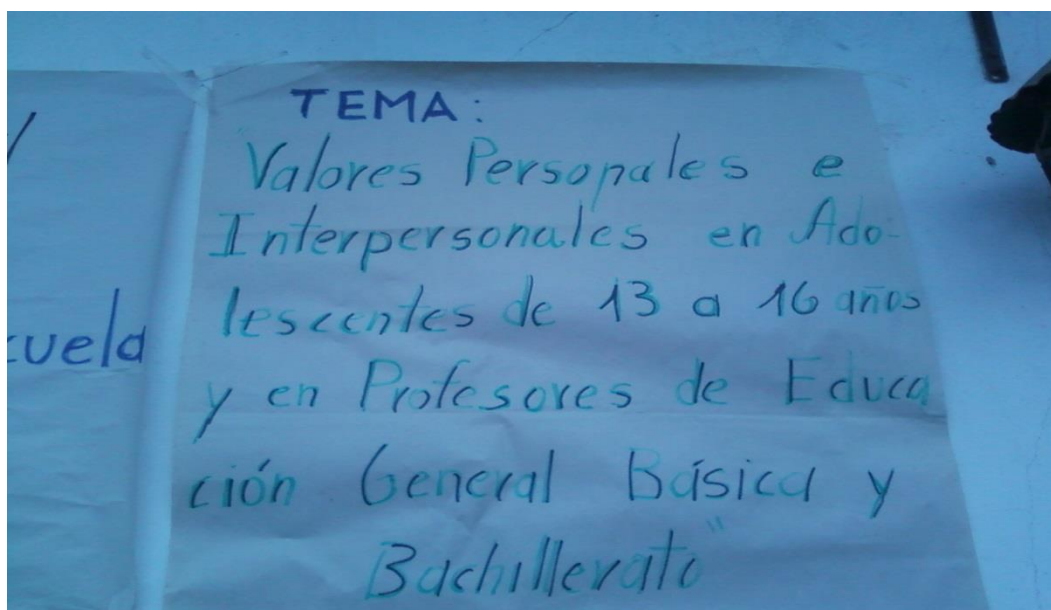 TEMA:
"Valores Personales e
Interpersonales en Ado-
lescentes de 13 a 16 años
y en Profesores de Educa
ción General Básica y
Bachillerato"